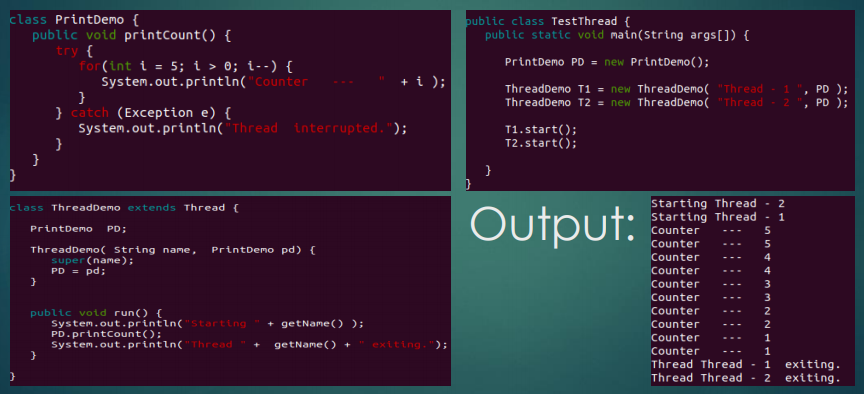 class PrintDemo {
   public void printCount() {
      try {
         for(int i = 5; i > 0; i--) {
            System.out.println("Counter   ---   "  + i );
         }
      } catch (Exception e) {
         System.out.println("Thread  interrupted.");
      }
   }
}
public class TestThread {
   public static void main(String args[]) {
      PrintDemo PD = new PrintDemo();
      ThreadDemo T1 = new ThreadDemo( "Thread - 1 ", PD );
      ThreadDemo T2 = new ThreadDemo( "Thread - 2 ", PD );
      T1.start();
      T2.start();
   }
}
class ThreadDemo extends Thread {
   PrintDemo  PD;
   ThreadDemo( String name,  PrintDemo pd) {
      super(name);
      PD = pd;
   }
   public void run() {
      System.out.println("Starting " + getName() );
      PD.printCount();
      System.out.println("Thread " +  getName() + " exiting.");
   }
}
Output:
Starting Thread - 2
Starting Thread - 1
Counter   ---   5
Counter   ---   5
Counter   ---   4
Counter   ---   4
Counter   ---   3
Counter   ---   3
Counter   ---   2
Counter   ---   2
Counter   ---   1
Counter   ---   1
Thread Thread - 1  exiting.
Thread Thread - 2  exiting.